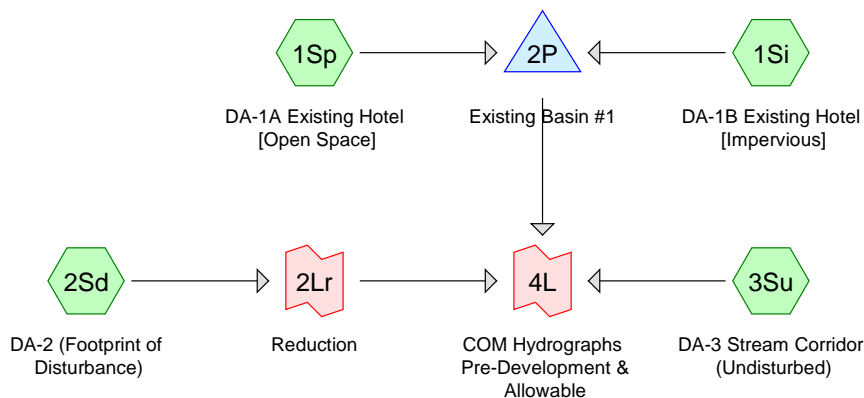 1Sp
2P
1Si
DA-1A Existing Hotel
[Open Space]
Existing Basin #1
DA-1B Existing Hotel
[Impervious]
2Sd
2Lr
4L
3Su
DA-2 (Footprint of
Disturbance)
Reduction
COM Hydrographs
Pre-Development &
Allowable
DA-3 Stream Corridor
(Undisturbed)